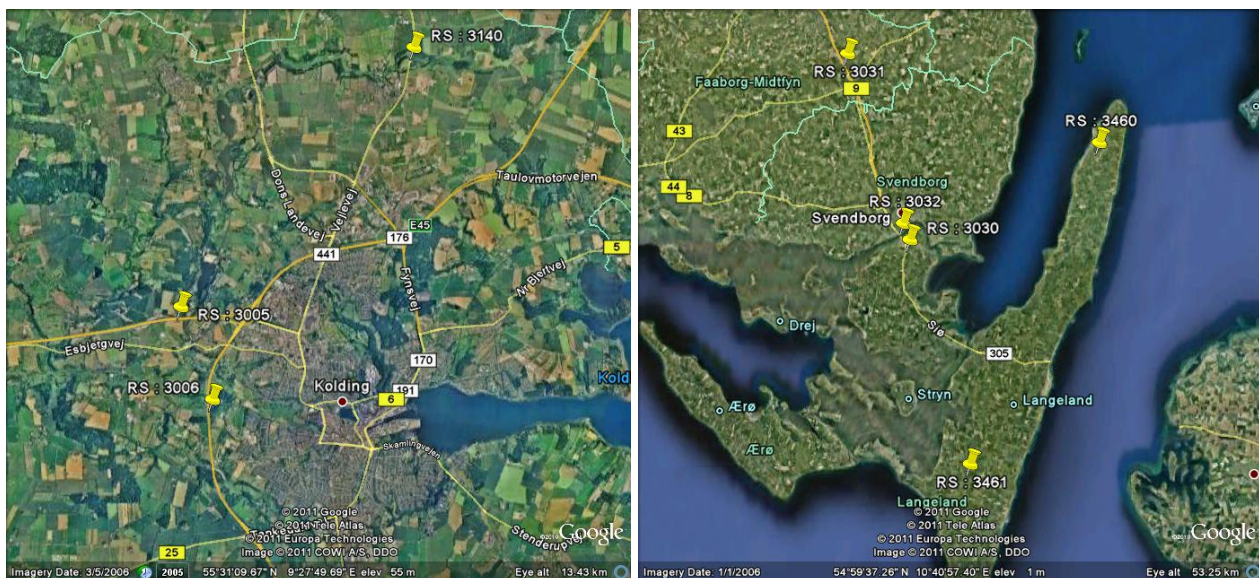 RS : 3140
Taulovmotorvejen
Dons Landevej
Vejlevej
E45
176
441
5
Fynsvej
Nr Bjertvej
RS : 3005
Esbjergvej
170
RS : 3006
Kolding
191
6
Kold
Skamlingvejen
© 2011 Google
© 2011 Tele Atlas
© 2011 Europa Technologies
Image © 2011 COWI A/S, DDO
Google
Stenderupvej
25
Imagery Date: 3/5/2006 2005 55°31'09.67" N 9°27'49.69" E elev 55 m Eye alt 13.43 km
RS : 3031
Faaborg-Midtfyn
9
43
RS : 3460
44
8
Svendborg
RS : 3032
Svendborg
RS : 3030
Drej
Slø
305
Stryn
Langeland
Ærø
Ærø
RS : 3461
Langeland
© 2011 Google
© 2011 Tele Atlas
© 2011 Europa Technologies
Image © 2011 COWI A/S, DDO
Google
Imagery Date: 1/1/2006 54°59'37.26" N 10°40'57.40" E elev 1 m Eye alt 53.25 km